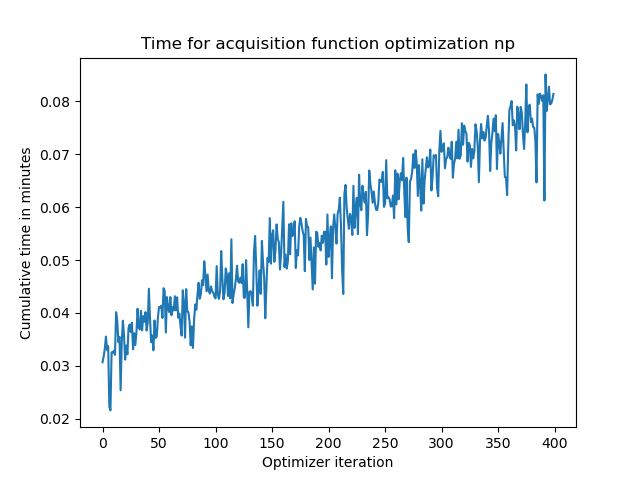 Time for acquisition function optimization np
Cumulative time in minutes
0.08
0.07
0.06
0.05
0.04
0.03
0.02
0 50 100 150 200 250 300 350 400
Optimizer iteration